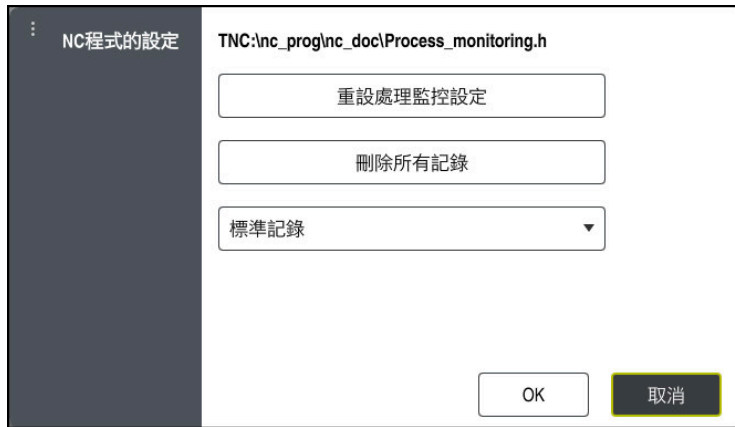 NC程式的設定
TNC:\nc_prog\nc_doc\Process_monitoring.h
重設處理監控設定
刪除所有記錄
標準記錄
OK
取消